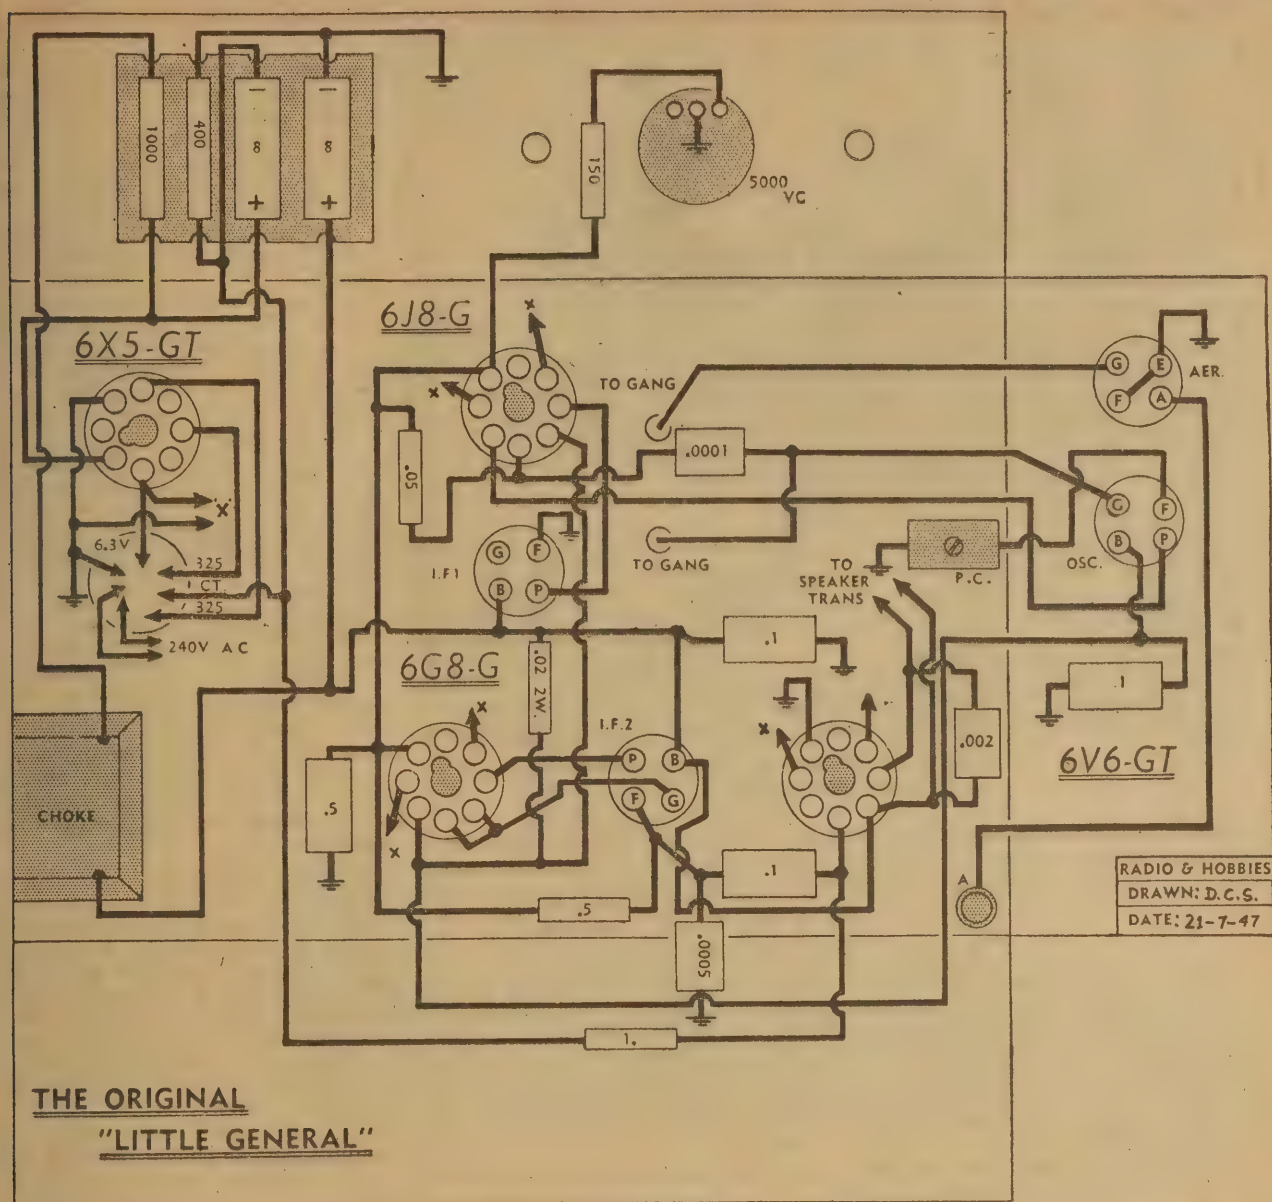 1000
400
8
8
150
5000
VC
6X5-GT
6J8-G
X
X
TO GANG
G
E
F
A
AER.
.05
.0001
"X"
6.3V
325
CT
325
240V A C
G
F
B
P
I.F.1
TO GANG
P.C.
G
F
B
P
OSC.
TO
SPEAKER
TRANS
6G8-G
.02 2W.
.1
.1
X
I.F.2
P
B
F
G
X
.002
6V6-GT
CHOKE
.5
X
.5
.1
.0005
A
RADIO & HOBBIES
DRAWN: D.C.S.
DATE: 21-7-47
1.
THE ORIGINAL
"LITTLE GENERAL"